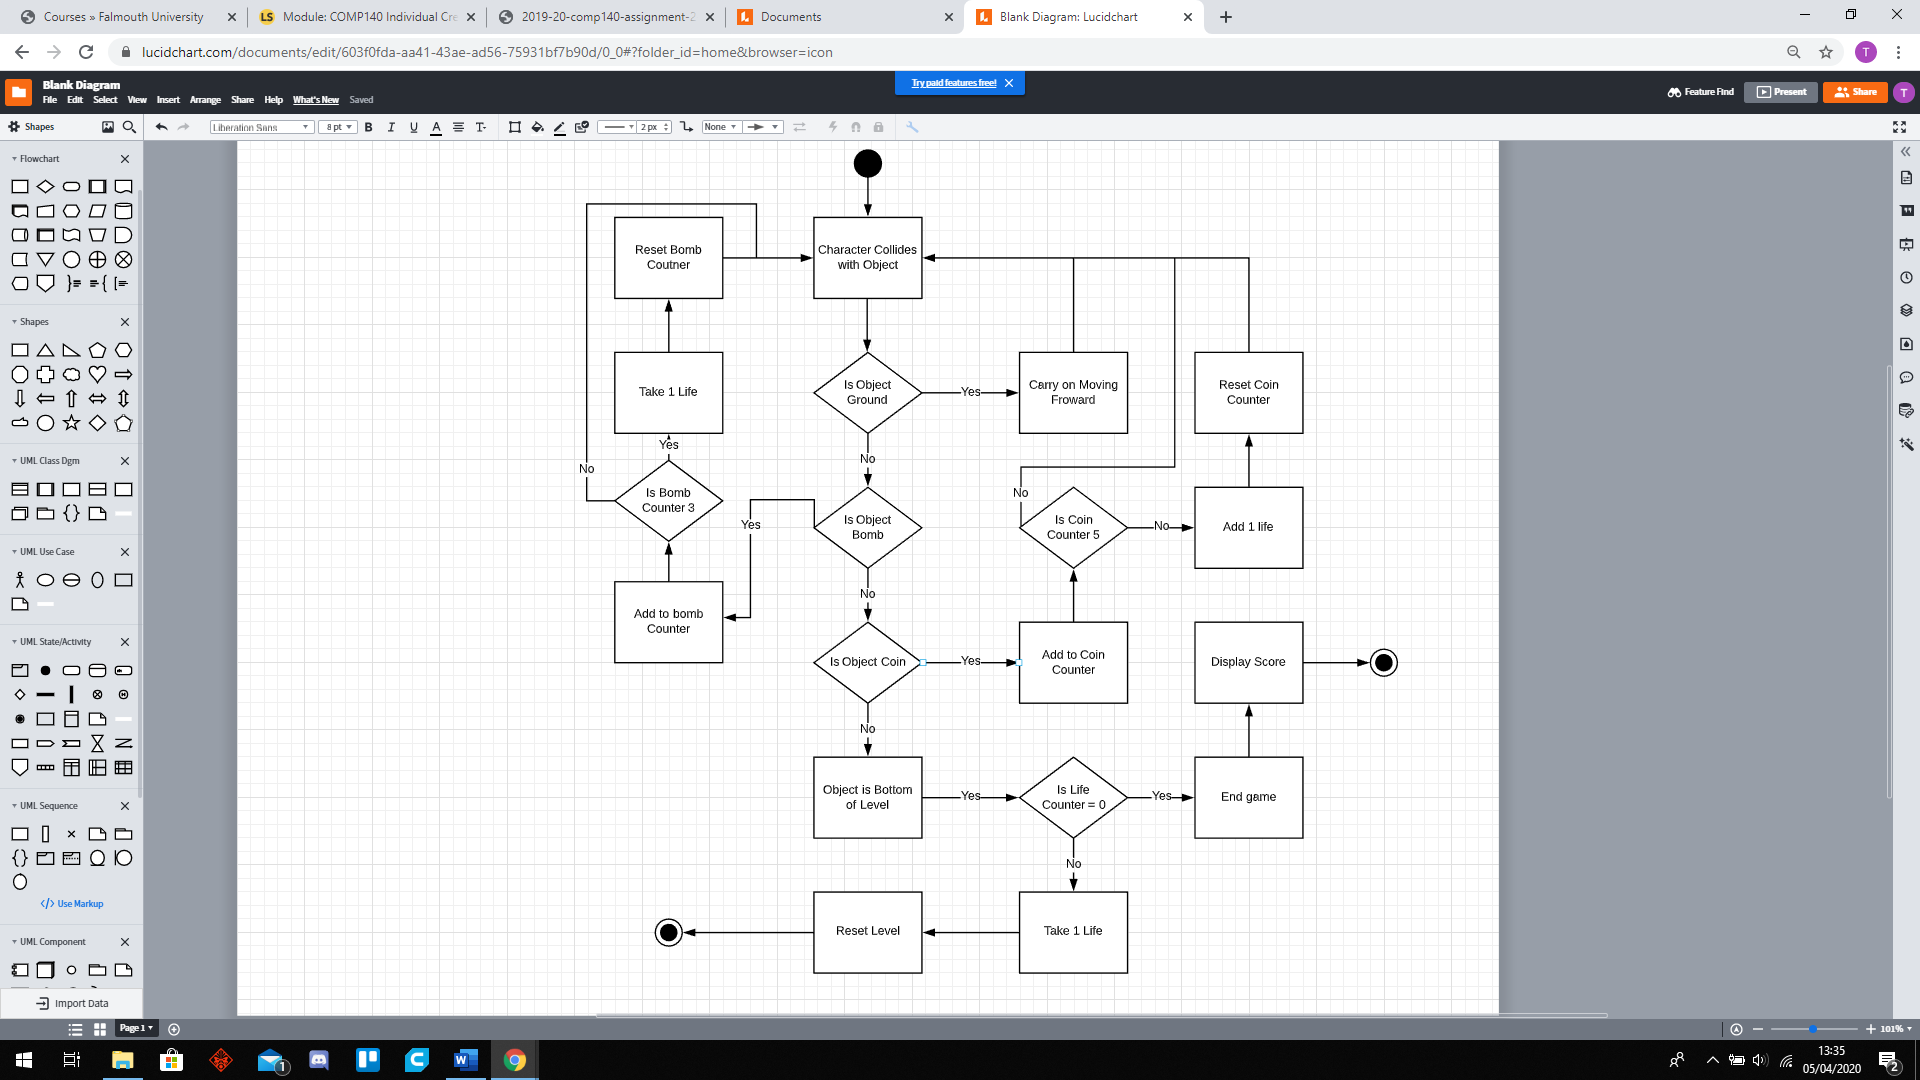 Courses » Falmouth University
Module: COMP140 Individual Cre
2019-20-comp140-assignment-2
Documents
Blank Diagram: Lucidchart
lucidchart.com/documents/edit/603f0fda-aa41-43ae-ad56-75931bf7b90d/0_0#?folder_id=home&browser=icon
T
Blank Diagram
Try paid features free!
File Edit Select View Insert Arrange Share Help What's New Saved
Feature Find
Present
Share
T
Shapes
Liberation Sans
8 pt
B
I
U
A
T
2 px
None
Flowchart
Shapes
UML Class Dgm
UML Use Case
UML State/Activity
UML Sequence
Use Markup
UML Component
Import Data
Character Collides
with Object
Reset Bomb
Coutner
Take 1 Life
Is Object
Ground
Yes
Carry on Moving
Froward
Reset Coin
Counter
Yes
No
No
Is Bomb
Counter 3
Yes
Is Object
Bomb
No
Is Coin
Counter 5
No
Add 1 life
No
Add to bomb
Counter
Is Object Coin
Yes
Add to Coin
Counter
Display Score
No
Object is Bottom
of Level
Yes
Is Life
Counter = 0
Yes
End game
No
Reset Level
Take 1 Life
Page 1
101%
1
13:35
05/04/2020
2